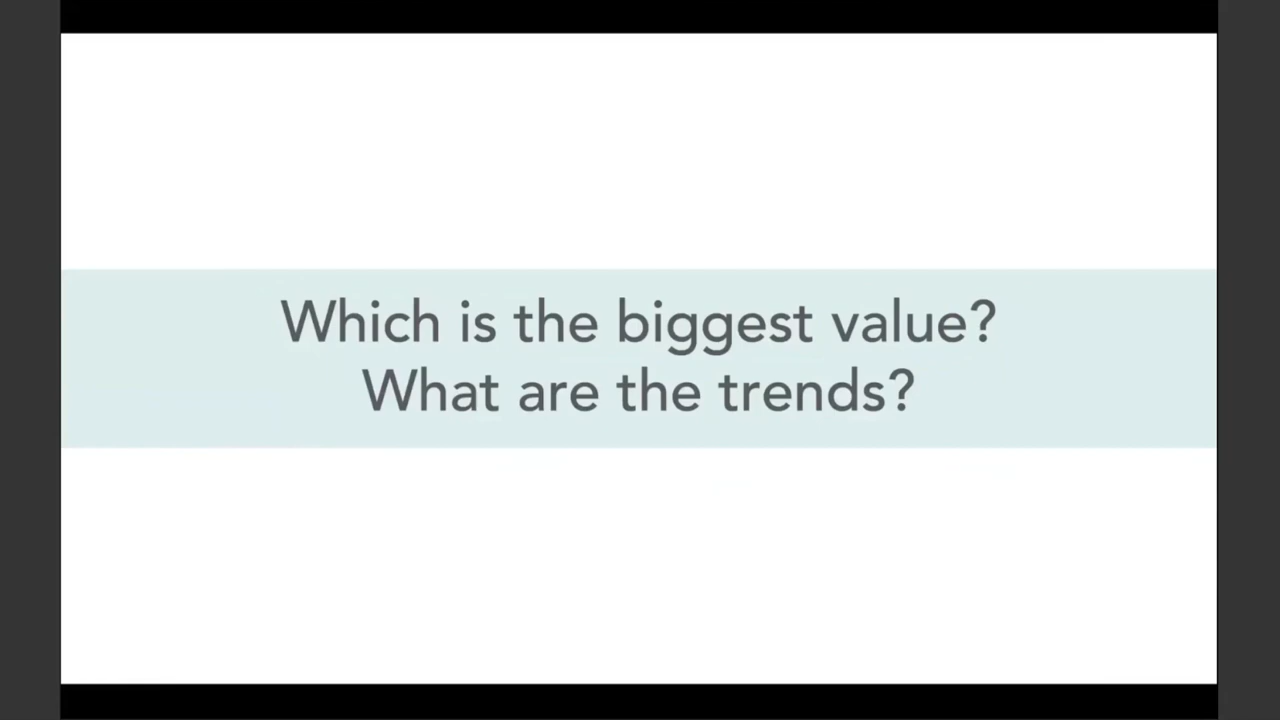 Which is the biggest value?
What are the trends?